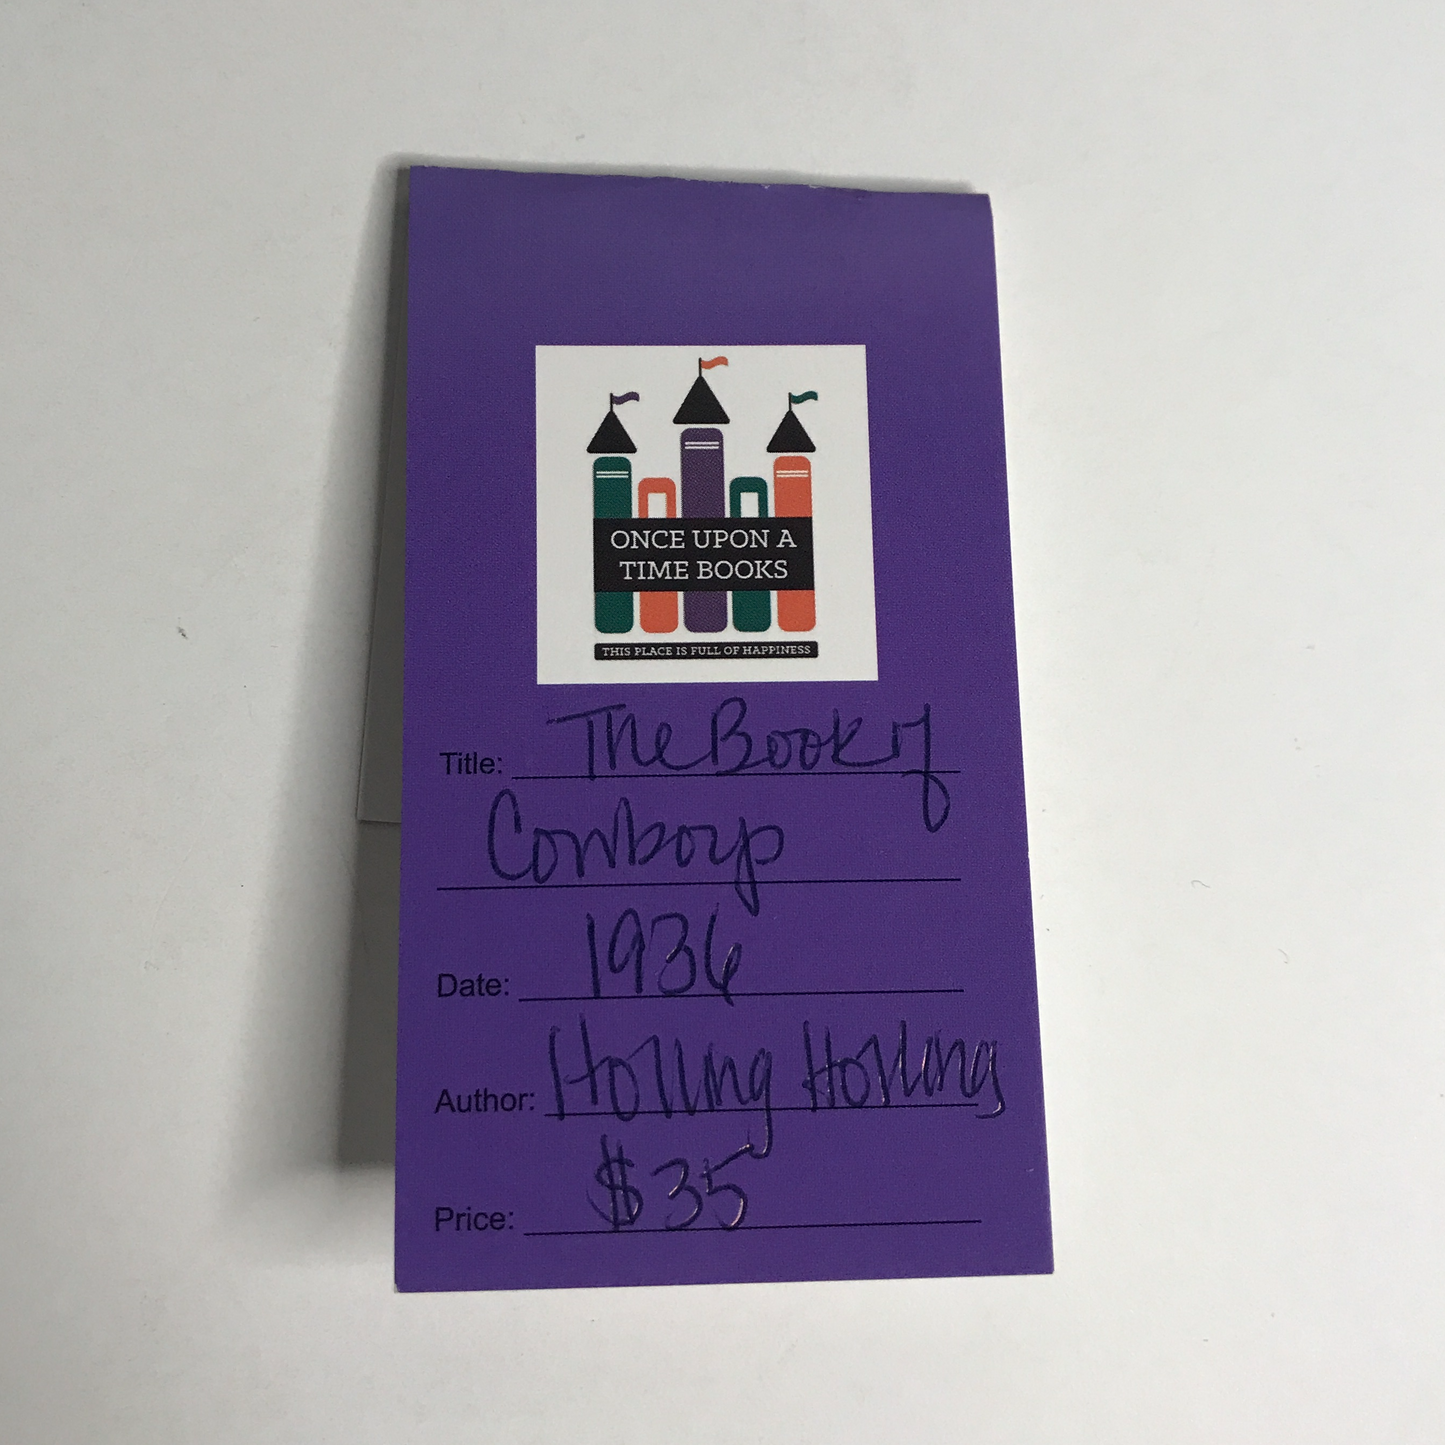 ONCE UPON A
TIME BOOKS
THIS PLACE IS FULL OF HAPPINESS
Title: The Book of
Cowboys
Date: 1936
Author: Holling Holling
Price: $35